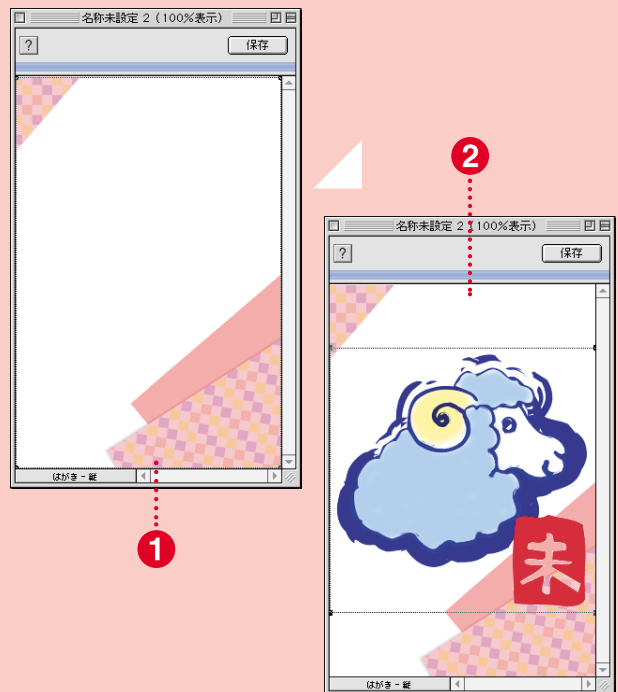 名称未設定 2（100%表示）
?
保存
はがき - 縦
1
2
名称未設定 2（100%表示）
?
保存
未
はがき - 縦